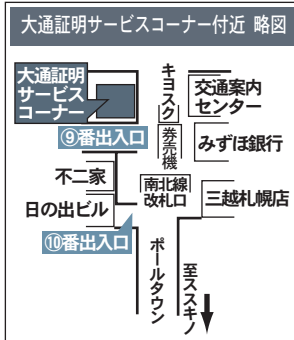 大通証明サービスコーナー付近 略図
大通証明
サービス
コーナー
キヨスク
交通案内
センター
⑨番出入口
券売機
みずほ銀行
不二家
南北線
改札口
日の出ビル
三越札幌店
⑩番出入口
ポールタウン
至ススキノ